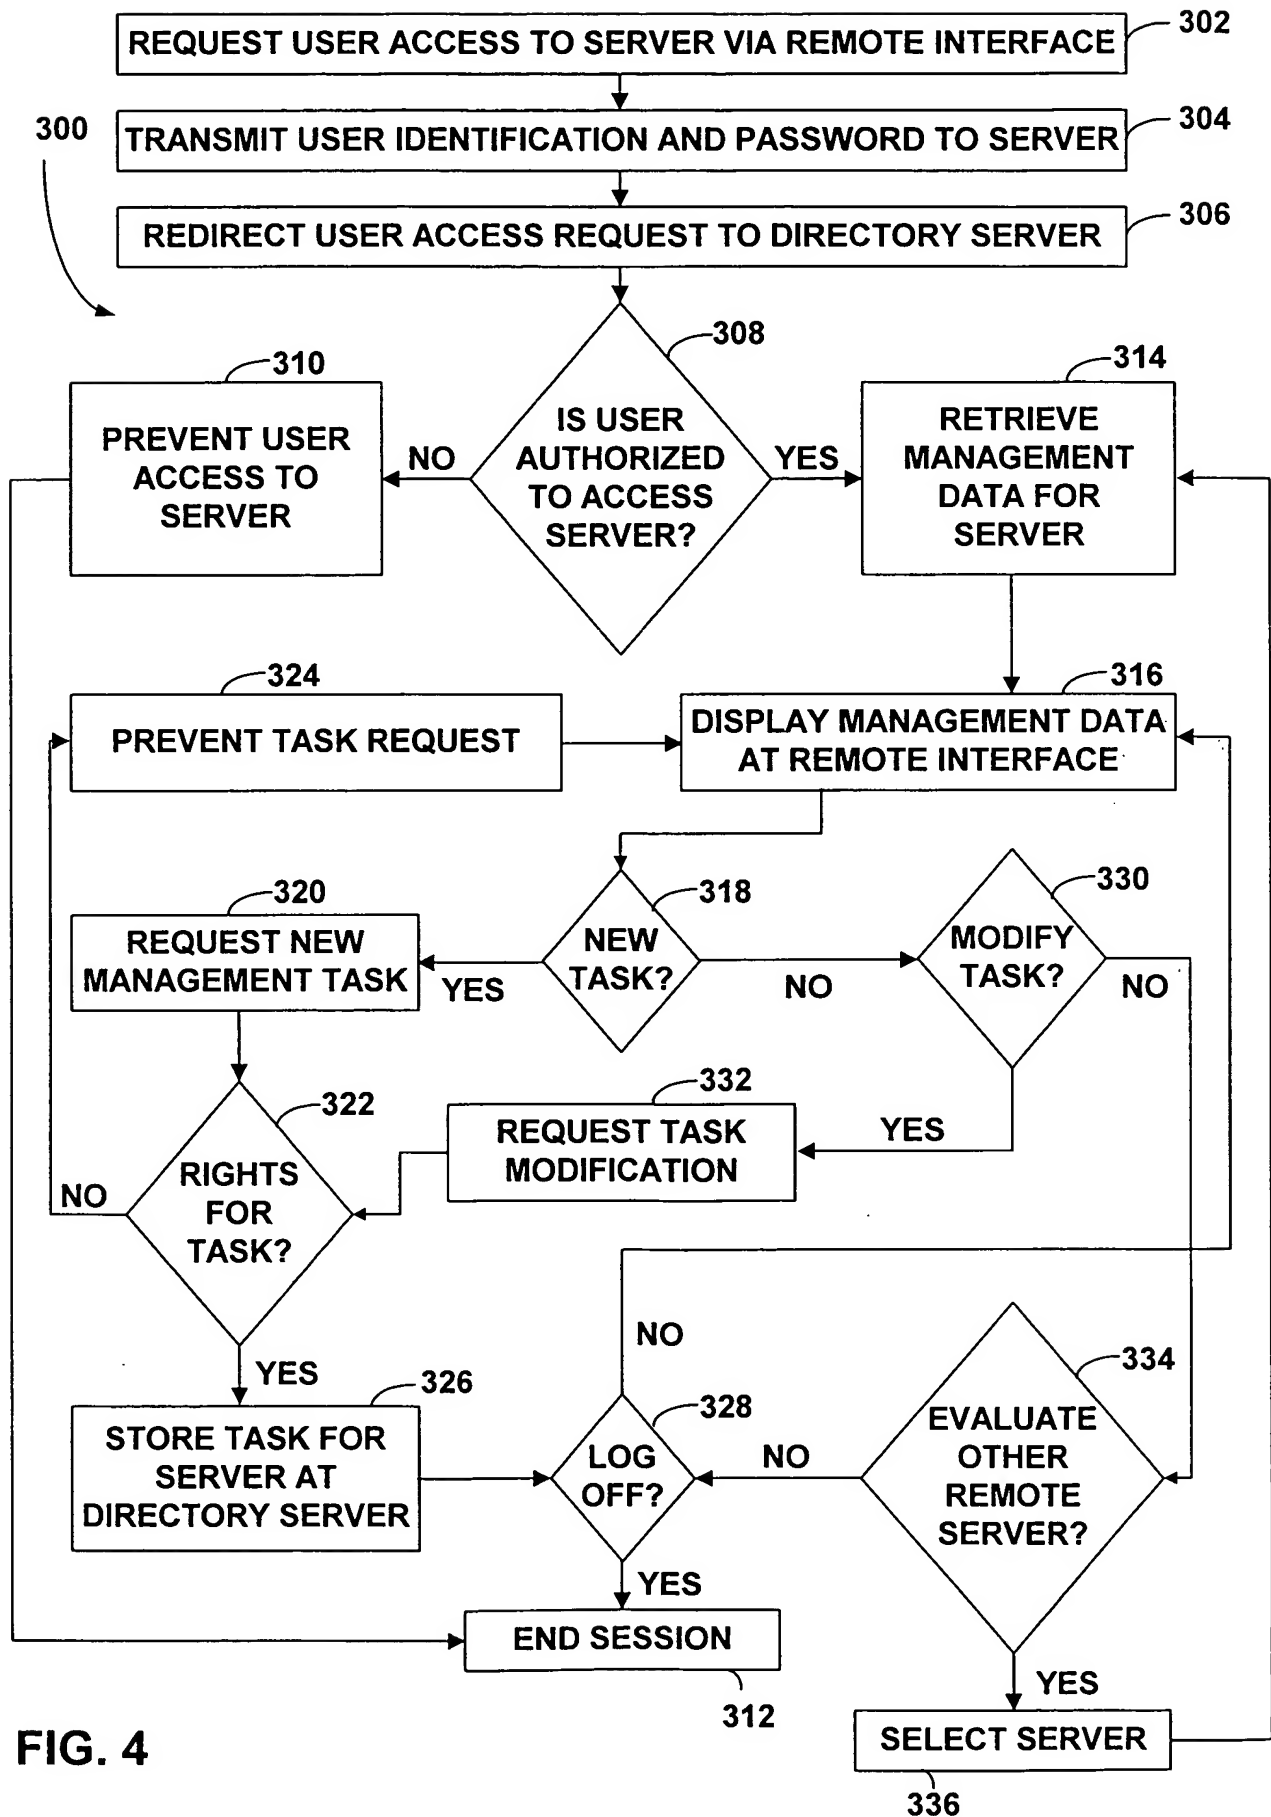 REQUEST USER ACCESS TO SERVER VIA REMOTE INTERFACE
302
TRANSMIT USER IDENTIFICATION AND PASSWORD TO SERVER
304
300
REDIRECT USER ACCESS REQUEST TO DIRECTORY SERVER
306
308
310
314
PREVENT USER
ACCESS TO
SERVER
NO
IS USER
AUTHORIZED
TO ACCESS
SERVER?
YES
RETRIEVE
MANAGEMENT
DATA FOR
SERVER
324
316
PREVENT TASK REQUEST
DISPLAY MANAGEMENT DATA
AT REMOTE INTERFACE
320
318
330
REQUEST NEW
MANAGEMENT TASK
YES
NEW
TASK?
NO
MODIFY
TASK?
NO
322
332
REQUEST TASK
MODIFICATION
YES
NO
RIGHTS
FOR
TASK?
NO
YES
326
328
334
STORE TASK FOR
SERVER AT
DIRECTORY SERVER
LOG
OFF?
NO
EVALUATE
OTHER
REMOTE
SERVER?
YES
END SESSION
312
YES
SELECT SERVER
336
FIG. 4